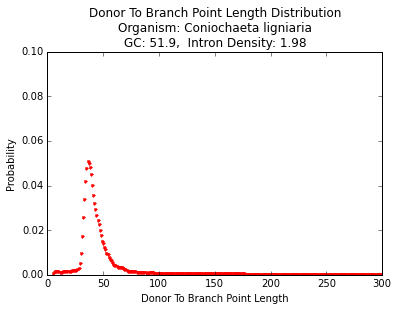 Donor To Branch Point Length Distribution
Organism: Coniochaeta ligniaria
GC: 51.9,  Intron Density: 1.98
0.10
0.08
0.06
0.04
0.02
0.00
Probability
0 50 100 150 200 250 300
Donor To Branch Point Length